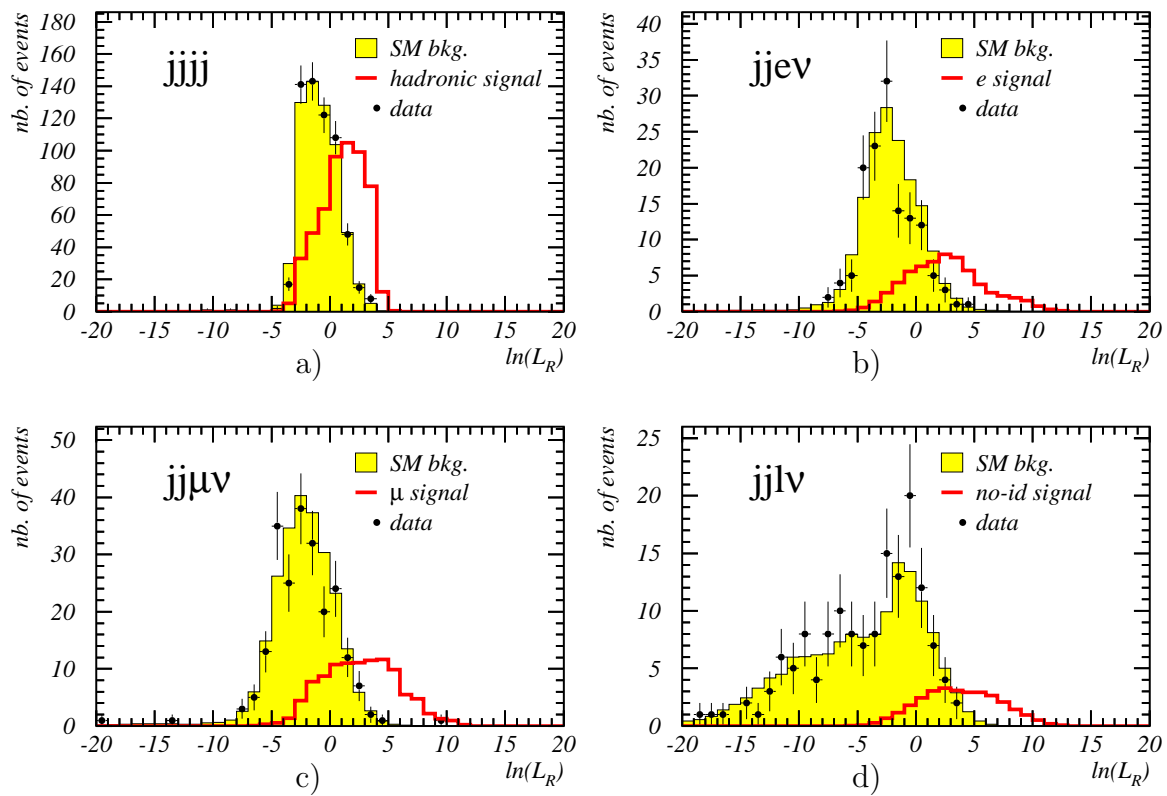 nb. of events
180
160
140
120
100
80
60
40
20
0
jjjj
SM bkg.
hadronic signal
data
-20 -15 -10 -5 0 5 10 15 20
ln(L_R)
a)
nb. of events
40
35
30
25
20
15
10
5
0
jjeν
SM bkg.
e signal
data
-20 -15 -10 -5 0 5 10 15 20
ln(L_R)
b)
nb. of events
50
40
30
20
10
0
jjμν
SM bkg.
μ signal
data
-20 -15 -10 -5 0 5 10 15 20
ln(L_R)
c)
nb. of events
25
20
15
10
5
0
jjlν
SM bkg.
no-id signal
data
-20 -15 -10 -5 0 5 10 15 20
ln(L_R)
d)